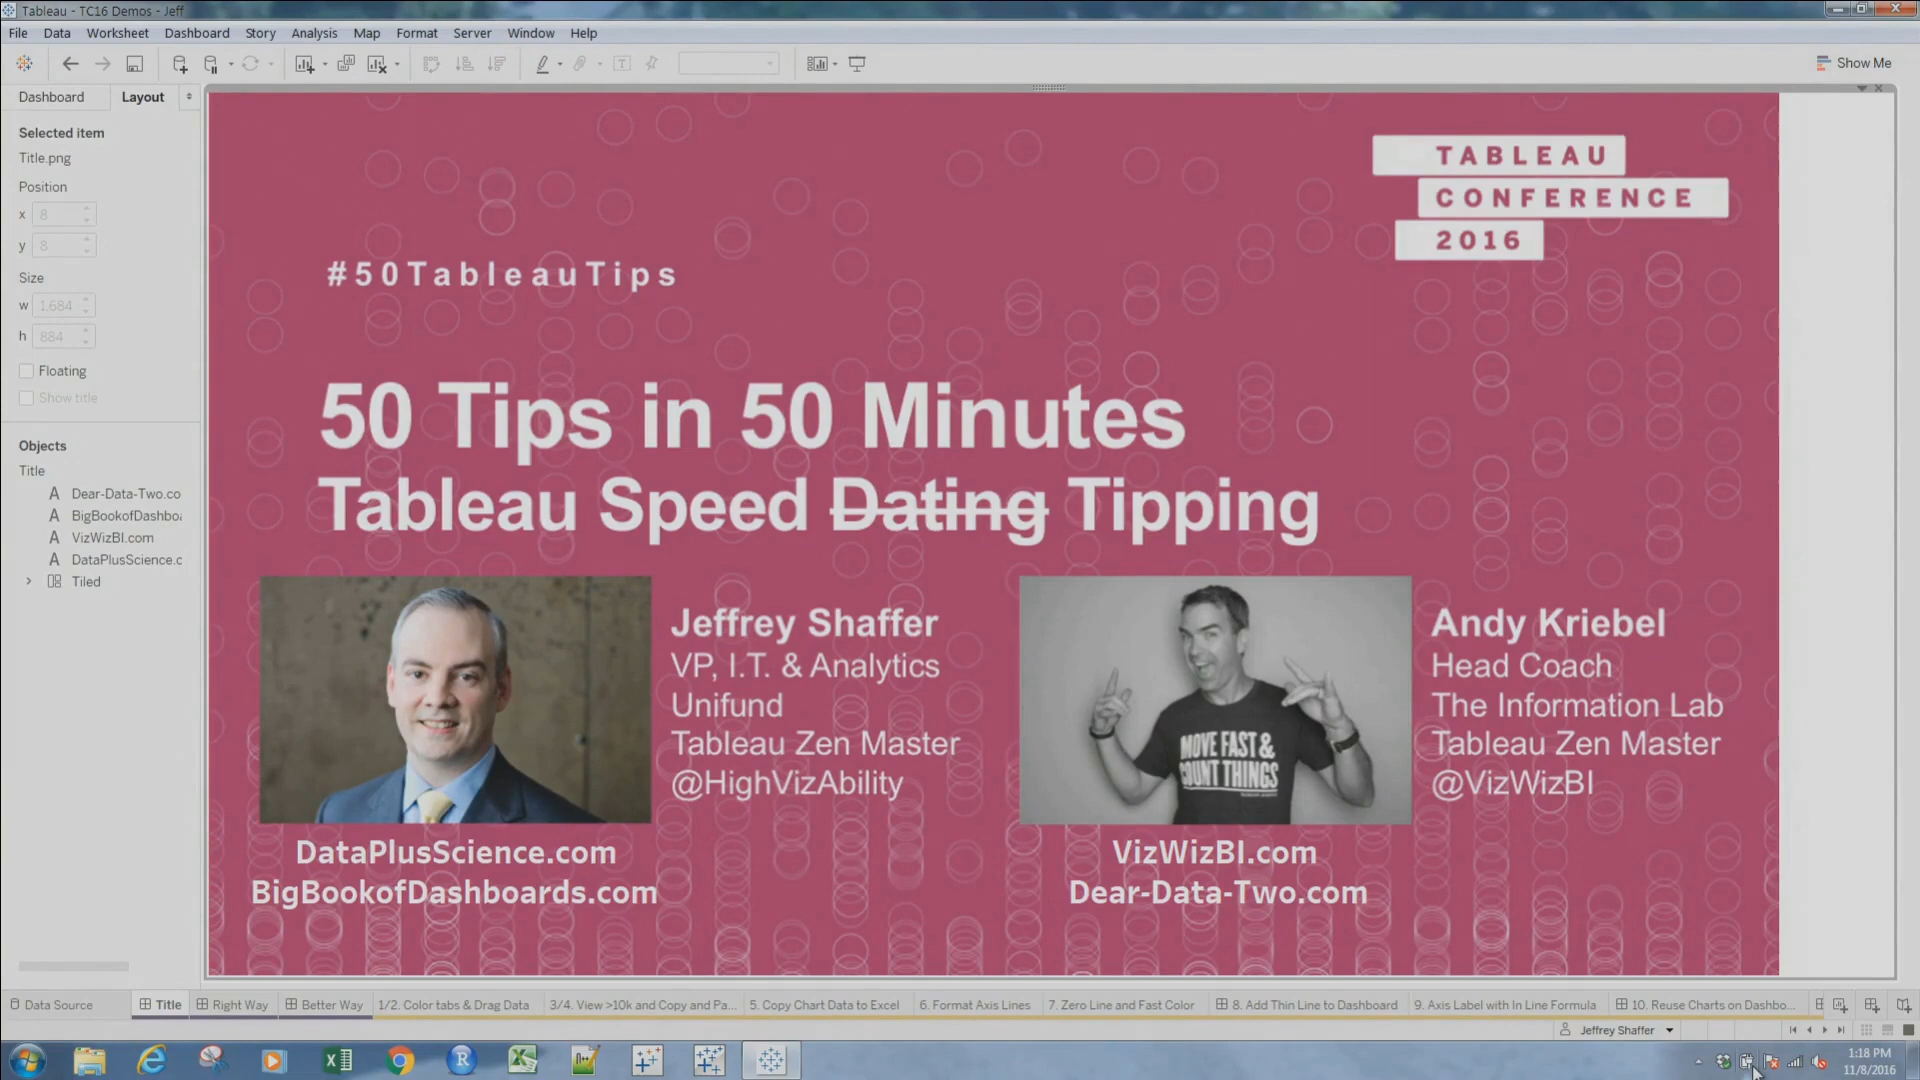 Tableau - TC16 Demos - Jeff
File Data Worksheet Dashboard Story Analysis Map Format Server Window Help
Show Me
Dashboard Layout
Selected item
Title.png
Position
x 8
y 8
Size
w 1,684
h 884
Floating
Show title
Objects
Title
A Dear-Data-Two.co
A BigBookofDashboa
A VizWizBI.com
A DataPlusScience.c
Tiled
TABLEAU
CONFERENCE
2016
#50TableauTips
50 Tips in 50 Minutes
Tableau Speed Dating Tipping
Jeffrey Shaffer
VP, I.T. & Analytics
Unifund
Tableau Zen Master
@HighVizAbility
DataPlusScience.com
BigBookofDashboards.com
MOVE FAST &
COUNT THINGS
Andy Kriebel
Head Coach
The Information Lab
Tableau Zen Master
@VizWizBI
VizWizBI.com
Dear-Data-Two.com
Data Source Title Right Way Better Way 1/2. Color tabs & Drag Data 3/4. View >10k and Copy and Pa... 5. Copy Chart Data to Excel 6. Format Axis Lines 7. Zero Line and Fast Color 8. Add Thin Line to Dashboard 9. Axis Label with In Line Formula 10. Reuse Charts on Dashbo...
Jeffrey Shaffer
1:18 PM
11/8/2016